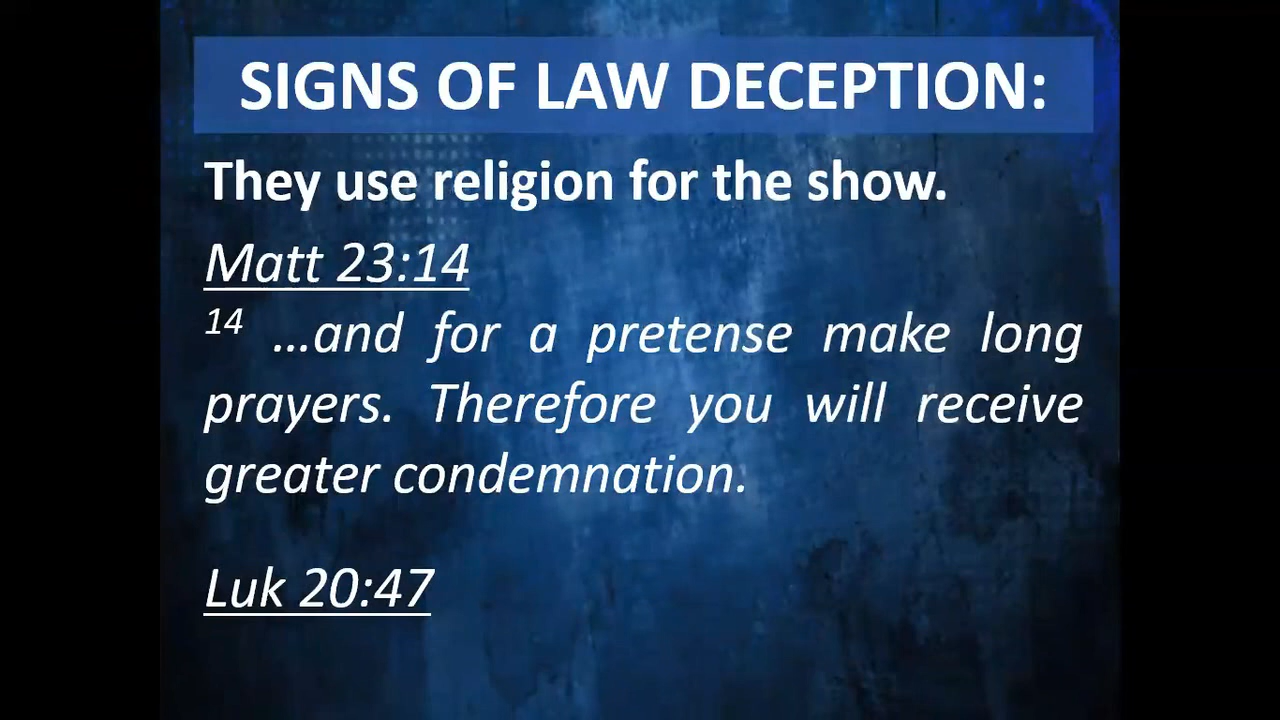 SIGNS OF LAW DECEPTION:
They use religion for the show.
Matt 23:14
14 ...and for a pretense make long
prayers. Therefore you will receive
greater condemnation.
Luk 20:47